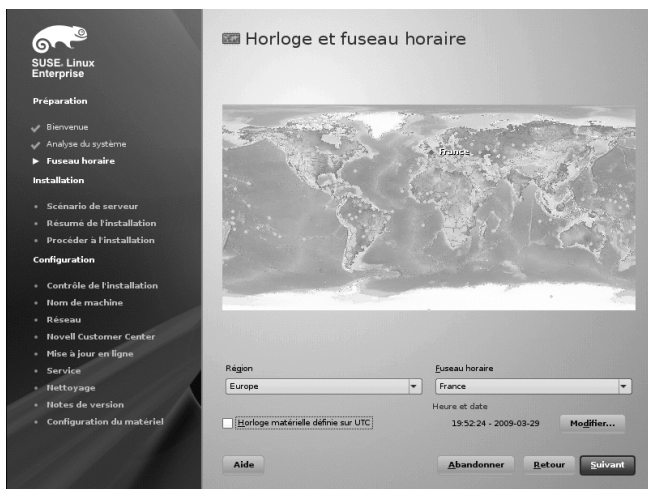 SUSE. Linux
Enterprise
Préparation
Bienvenue
Analyse du système
Fuseau horaire
Installation
Scénario de serveur
Résumé de l'installation
Procéder à l'installation
Configuration
Contrôle de l'installation
Nom de machine
Réseau
Novell Customer Center
Mise à jour en ligne
Service
Nettoyage
Notes de version
Configuration du matériel
Horloge et fuseau horaire
France
Région
Fuseau horaire
Europe
France
Heure et date
Horloge matérielle définie sur UTC
19:52:24 - 2009-03-29
Modifier...
Aide
Abandonner
Retour
Suivant